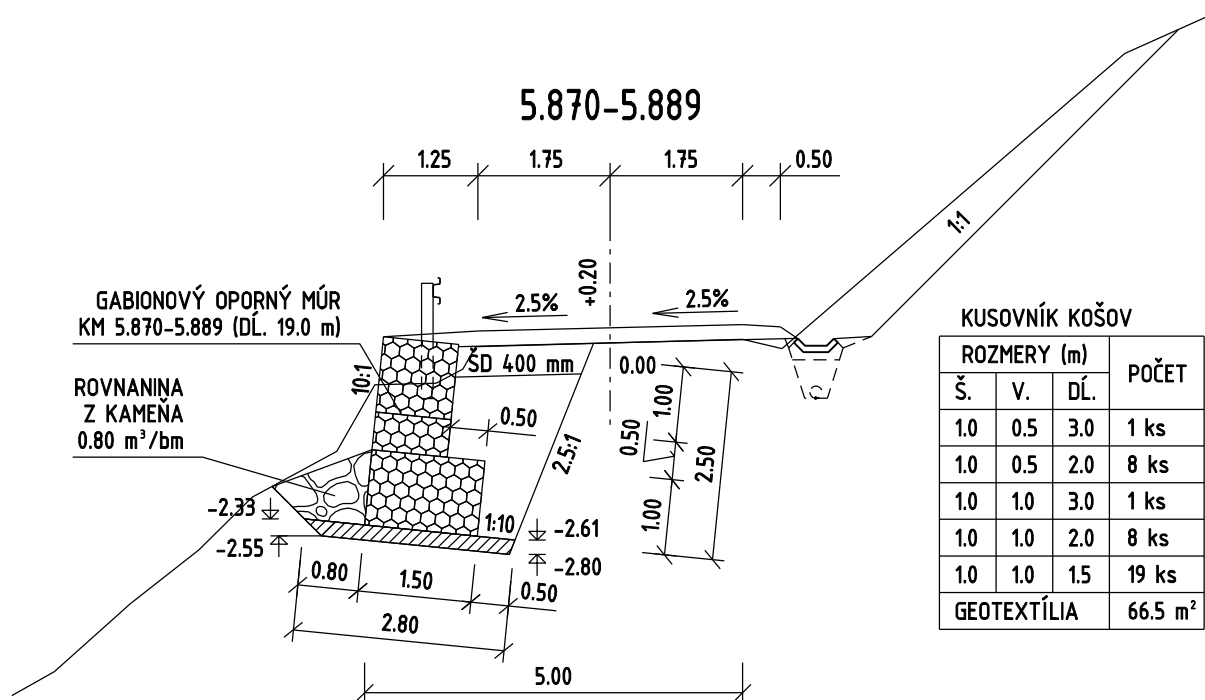 5.870-5.889
1.25
1.75
1.75
0.50
1:1
+0.20
2.5%
2.5%
GABIONOVÝ OPORNÝ MÚR
KM 5.870-5.889 (DĹ. 19.0 m)
10:1
ŠD 400 mm
0.00
ROVNANINA
Z KAMEŇA
0.80 m³/bm
0.50
2.5:1
1.00
0.50
1.00
2.50
-2.33
-2.55
1:10
-2.61
-2.80
0.80
1.50
0.50
2.80
5.00
KUSOVNÍK KOŠOV
ROZMERY (m) POČET
Š. V. DĹ.
1.0 0.5 3.0 1 ks
1.0 0.5 2.0 8 ks
1.0 1.0 3.0 1 ks
1.0 1.0 2.0 8 ks
1.0 1.0 1.5 19 ks
GEOTEXTÍLIA 66.5 m²